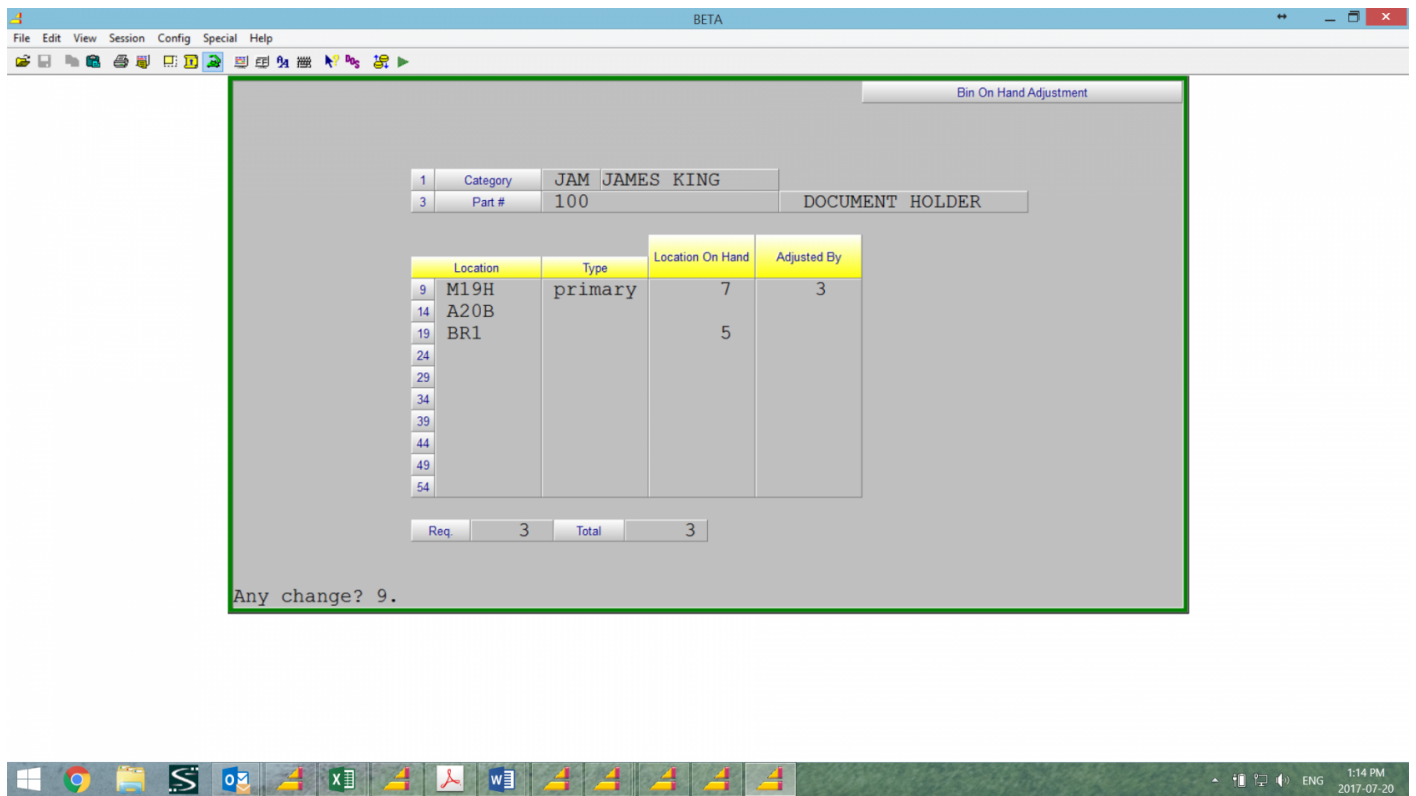 BETA
File Edit View Session Config Special Help
Bin On Hand Adjustment
1 Category JAM JAMES KING
3 Part # 100 DOCUMENT HOLDER
Location Type Location On Hand Adjusted By
9 M19H primary 7 3
14 A20B
19 BR1 5
24
29
34
39
44
49
54
Req. 3 Total 3
Any change? 9.
ENG 1:14 PM
2017-07-20